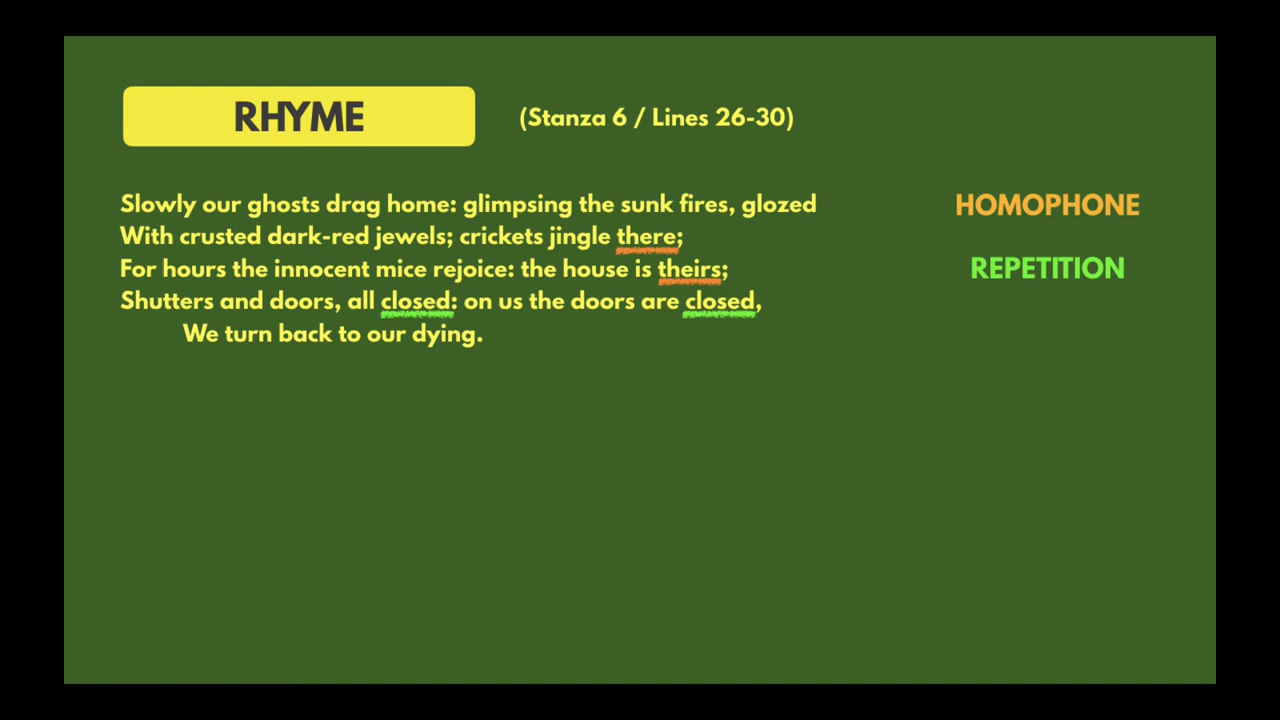 RHYME
(Stanza 6 / Lines 26-30)
Slowly our ghosts drag home: glimpsing the sunk fires, glozed
With crusted dark-red jewels; crickets jingle there;
For hours the innocent mice rejoice: the house is theirs;
Shutters and doors, all closed: on us the doors are closed,
We turn back to our dying.
HOMOPHONE
REPETITION